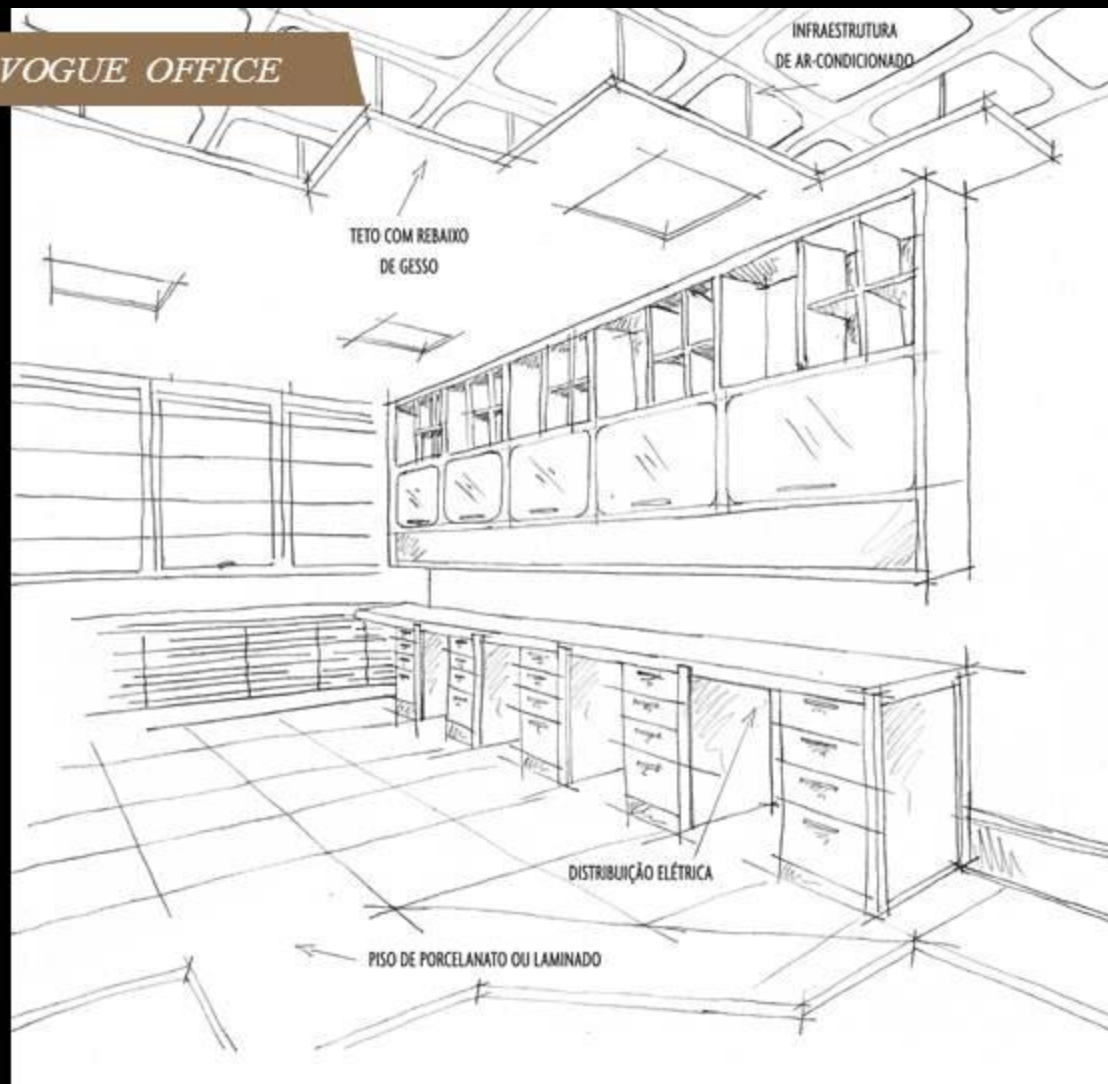 VOGUE OFFICE
INFRAESTRUTURA
DE AR-CONDICIONADO
TETO COM REBAIXO
DE GESSO
DISTRIBUIÇÃO ELÉTRICA
PISO DE PORCELANATO OU LAMINADO